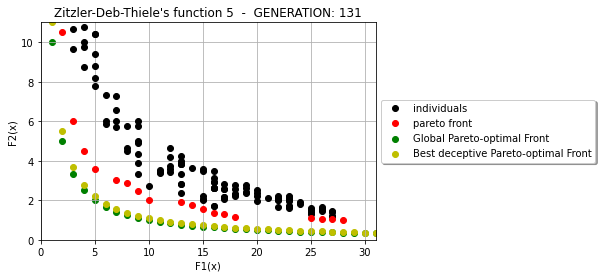 Zitzler-Deb-Thiele's function 5 - GENERATION: 131
F2(x)
10
8
6
4
2
0
0 5 10 15 20 25 30
F1(x)
individuals
pareto front
Global Pareto-optimal Front
Best deceptive Pareto-optimal Front